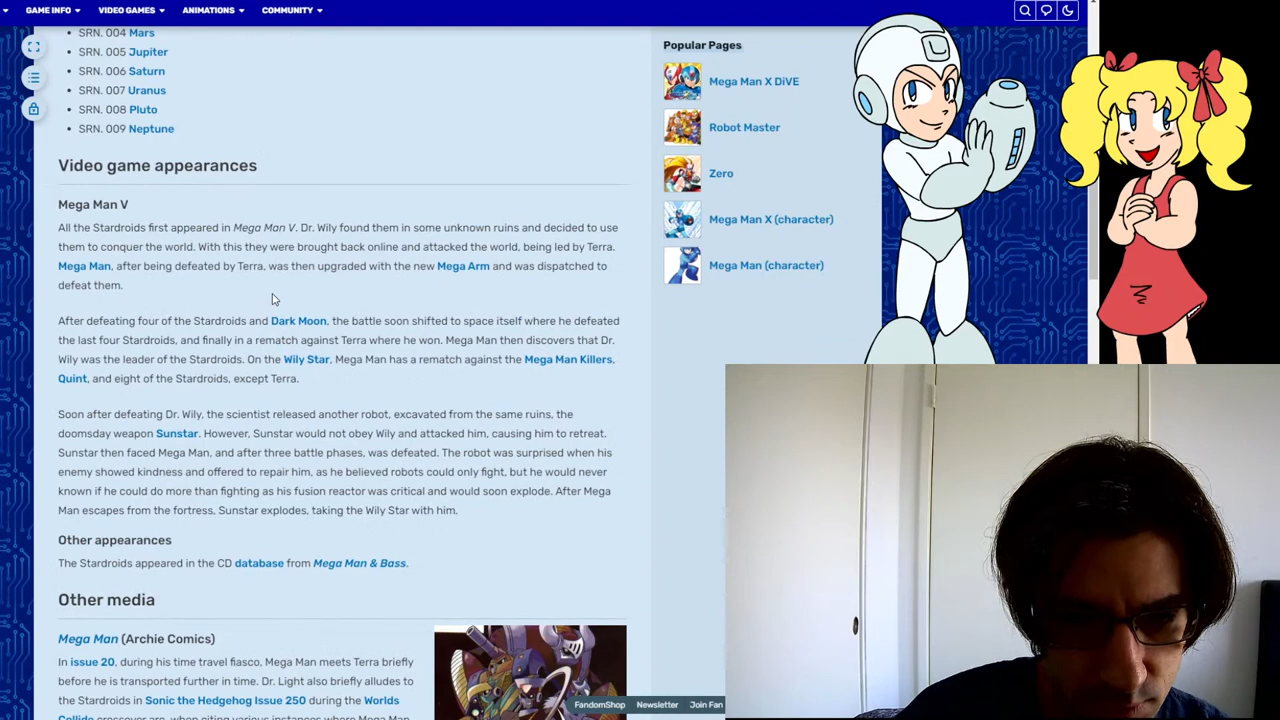 GAME INFO VIDEO GAMES ANIMATIONS COMMUNITY
SRN. 004 Mars
SRN. 005 Jupiter
SRN. 006 Saturn
SRN. 007 Uranus
SRN. 008 Pluto
SRN. 009 Neptune
Video game appearances
Mega Man V
All the Stardroids first appeared in Mega Man V. Dr. Wily found them in some unknown ruins and decided to use
them to conquer the world. With this they were brought back online and attacked the world, being led by Terra.
Mega Man, after being defeated by Terra, was then upgraded with the new Mega Arm and was dispatched to
defeat them.
After defeating four of the Stardroids and Dark Moon, the battle soon shifted to space itself where he defeated
the last four Stardroids, and finally in a rematch against Terra where he won. Mega Man then discovers that Dr.
Wily was the leader of the Stardroids. On the Wily Star, Mega Man has a rematch against the Mega Man Killers,
Quint, and eight of the Stardroids, except Terra.
Soon after defeating Dr. Wily, the scientist released another robot, excavated from the same ruins, the
doomsday weapon Sunstar. However, Sunstar would not obey Wily and attacked him, causing him to retreat.
Sunstar then faced Mega Man, and after three battle phases, was defeated. The robot was surprised when his
enemy showed kindness and offered to repair him, as he believed robots could only fight, but he would never
known if he could do more than fighting as his fusion reactor was critical and would soon explode. After Mega
Man escapes from the fortress, Sunstar explodes, taking the Wily Star with him.
Other appearances
The Stardroids appeared in the CD database from Mega Man & Bass.
Other media
Mega Man (Archie Comics)
In issue 20, during his time travel fiasco, Mega Man meets Terra briefly
before he is transported further in time. Dr. Light also briefly alludes to
the Stardroids in Sonic the Hedgehog Issue 250 during the Worlds
Collide crossover arc, when citing various instances where Mega Man
Popular Pages
Mega Man X DiVE
Robot Master
Zero
Mega Man X (character)
Mega Man (character)
FandomShop Newsletter Join Fan